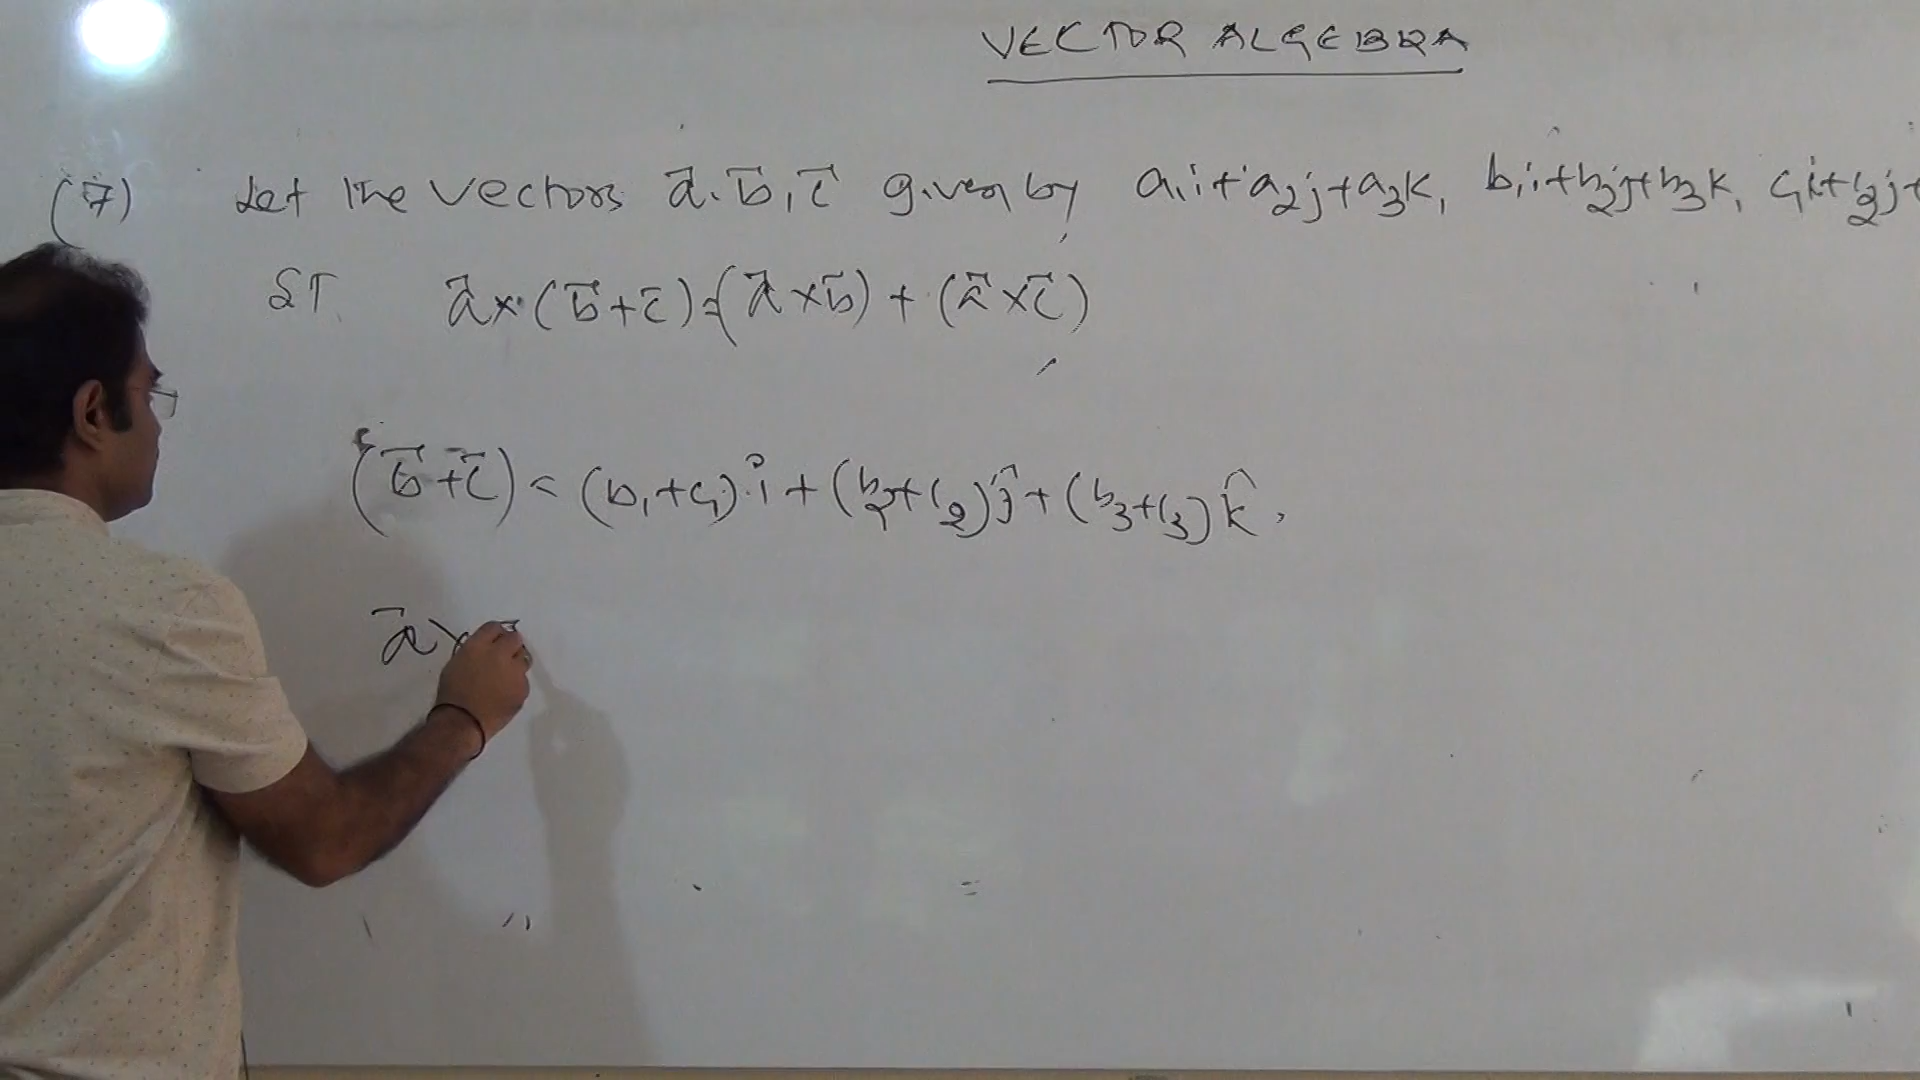 VECTOR ALGEBRA
(7) Let the vectors a⃗, b⃗, c⃗ given by a₁i+a₂j+a₃k, b₁i+b₂j+b₃k, c₁i+c₂j+
ST a⃗×(b⃗+c⃗)=(a⃗×b⃗)+(a⃗×c⃗)
(b⃗+c⃗) = (b₁+c₁)î+(b₂+c₂)ĵ+(b₃+c₃)k̂,
a⃗×